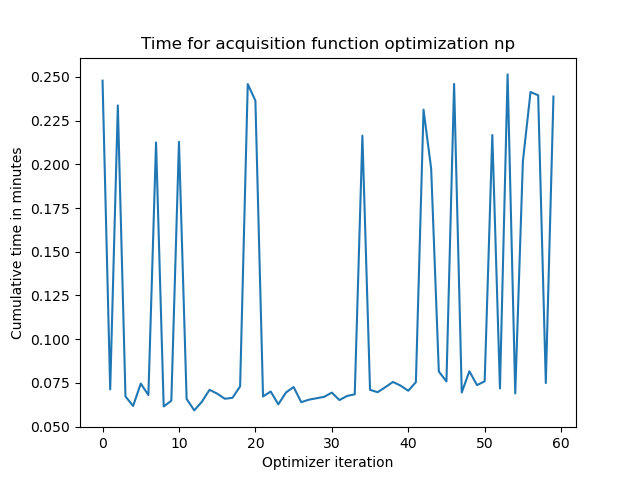 Time for acquisition function optimization np
Cumulative time in minutes
0.250
0.225
0.200
0.175
0.150
0.125
0.100
0.075
0.050
0 10 20 30 40 50 60
Optimizer iteration